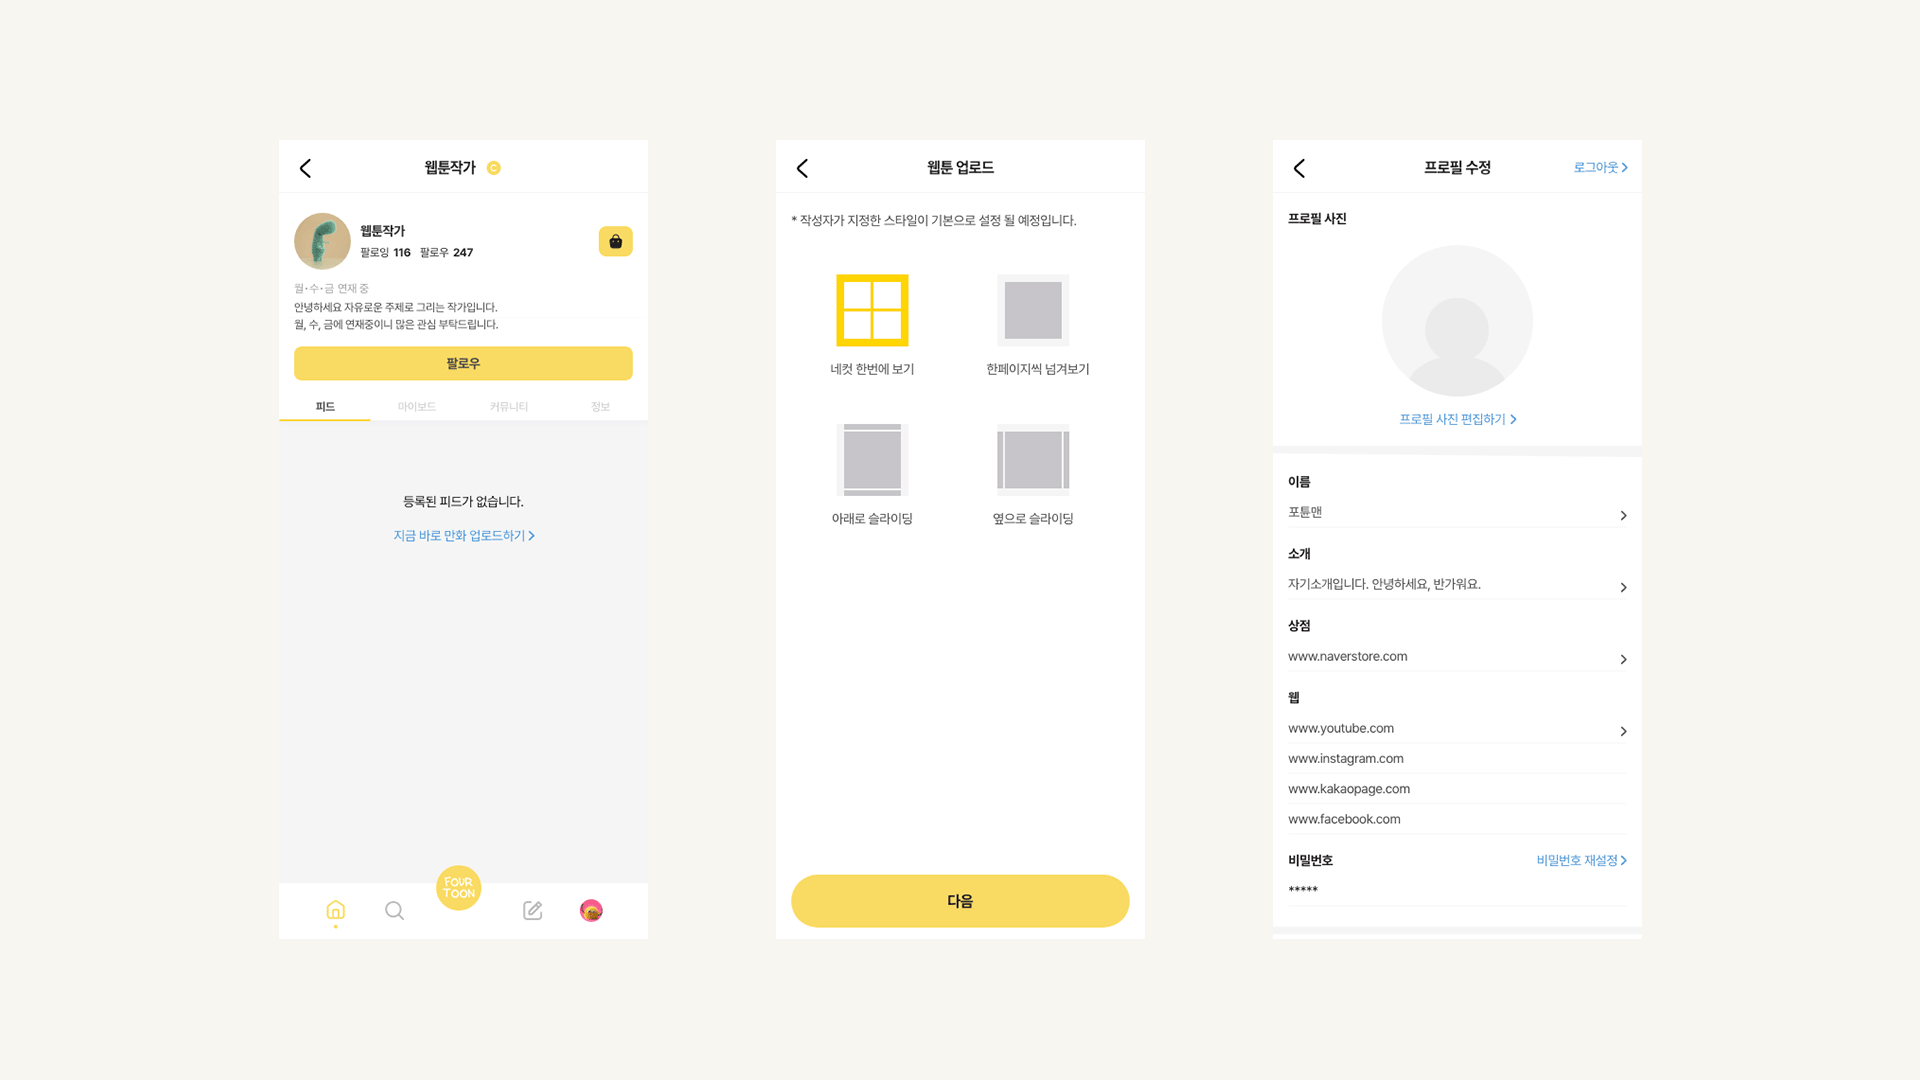 웹툰작가 C
웹툰작가
팔로잉 116 팔로우 247
월·수·금 연재 중
안녕하세요 자유로운 주제로 그리는 작가입니다.
월, 수, 금에 연재중이니 많은 관심 부탁드립니다.
팔로우
피드 마이보드 커뮤니티 정보
등록된 피드가 없습니다.
지금 바로 만화 업로드하기
FOUR
TOON
웹툰 업로드
* 작성자가 지정한 스타일이 기본으로 설정 될 예정입니다.
네컷 한번에 보기 한페이지씩 넘겨보기
아래로 슬라이딩 옆으로 슬라이딩
다음
프로필 수정 로그아웃
프로필 사진
프로필 사진 편집하기
이름
포튠맨
소개
자기소개입니다. 안녕하세요, 반가워요.
상점
www.naverstore.com
웹
www.youtube.com
www.instagram.com
www.kakaopage.com
www.facebook.com
비밀번호 비밀번호 재설정
*****